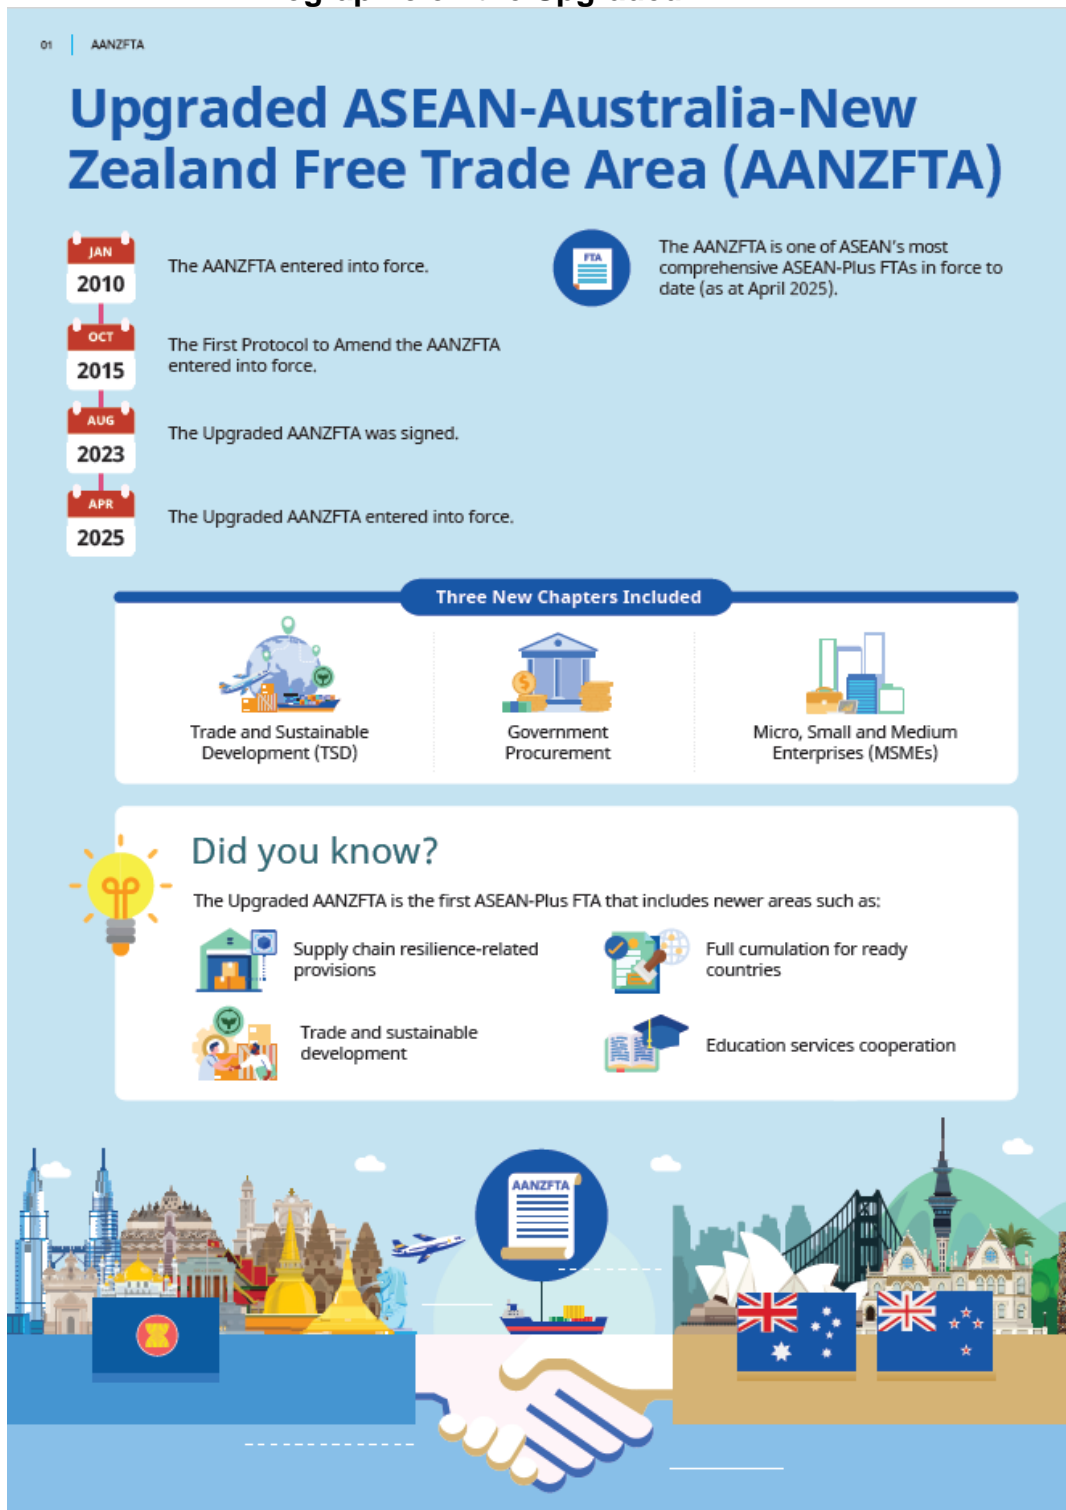 01 | AANZFTA
Upgraded ASEAN-Australia-New
Zealand Free Trade Area (AANZFTA)
JAN
2010
The AANZFTA entered into force.
OCT
2015
The First Protocol to Amend the AANZFTA
entered into force.
AUG
2023
The Upgraded AANZFTA was signed.
APR
2025
The Upgraded AANZFTA entered into force.
FTA
The AANZFTA is one of ASEAN's most
comprehensive ASEAN-Plus FTAs in force to
date (as at April 2025).
Three New Chapters Included
Trade and Sustainable
Development (TSD)
Government
Procurement
Micro, Small and Medium
Enterprises (MSMEs)
Did you know?
The Upgraded AANZFTA is the first ASEAN-Plus FTA that includes newer areas such as:
Supply chain resilience-related
provisions
Full cumulation for ready
countries
Trade and sustainable
development
Education services cooperation
AANZFTA